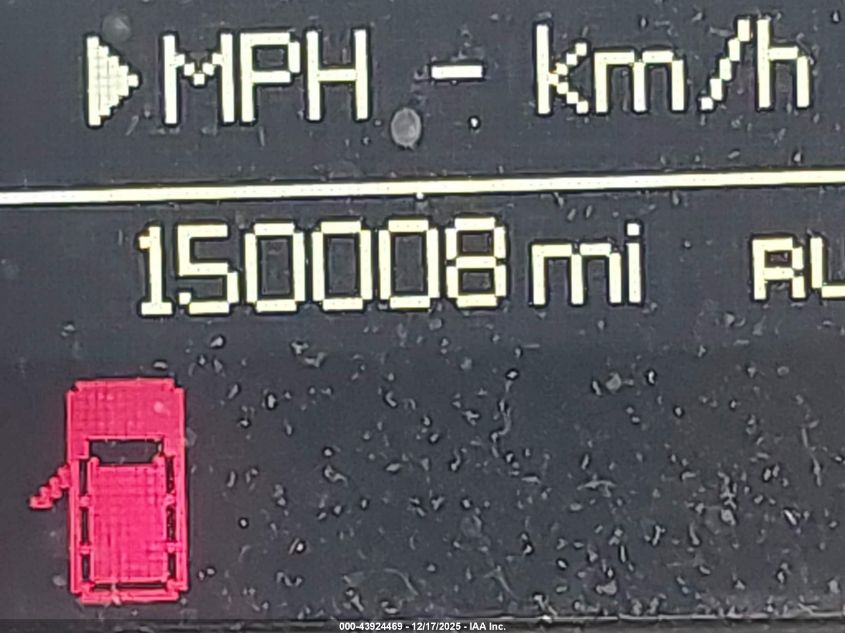 ▶MPH - km/h
150008 mi
000-43924469 - 12/17/2025 - IAA Inc.